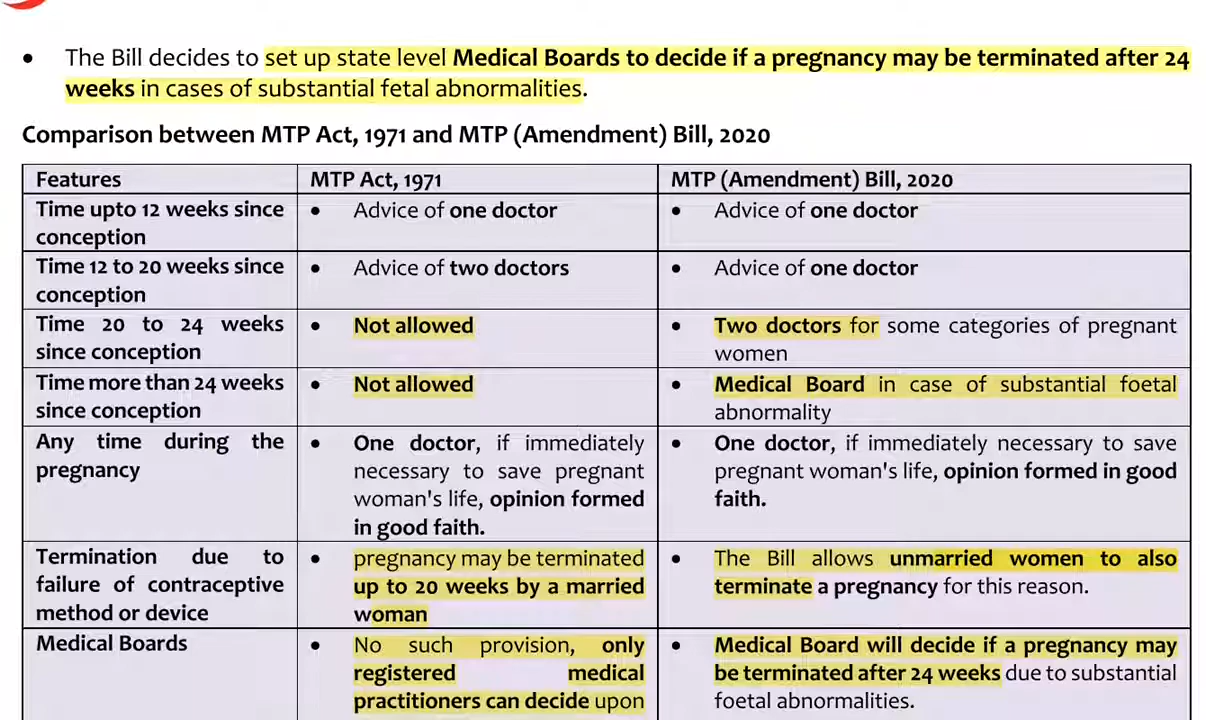 • The Bill decides to set up state level Medical Boards to decide if a pregnancy may be terminated after 24
weeks in cases of substantial fetal abnormalities.
Comparison between MTP Act, 1971 and MTP (Amendment) Bill, 2020
Features
MTP Act, 1971
MTP (Amendment) Bill, 2020
Time upto 12 weeks since
conception
• Advice of one doctor
• Advice of one doctor
Time 12 to 20 weeks since
conception
• Advice of two doctors
• Advice of one doctor
Time 20 to 24 weeks
since conception
• Not allowed
• Two doctors for some categories of pregnant
women
Time more than 24 weeks
since conception
• Not allowed
• Medical Board in case of substantial foetal
abnormality
Any time during the
pregnancy
• One doctor, if immediately
necessary to save pregnant
woman's life, opinion formed
in good faith.
• One doctor, if immediately necessary to save
pregnant woman's life, opinion formed in good
faith.
Termination due to
failure of contraceptive
method or device
• pregnancy may be terminated
up to 20 weeks by a married
woman
• The Bill allows unmarried women to also
terminate a pregnancy for this reason.
Medical Boards
• No such provision, only
registered medical
practitioners can decide upon
• Medical Board will decide if a pregnancy may
be terminated after 24 weeks due to substantial
foetal abnormalities.